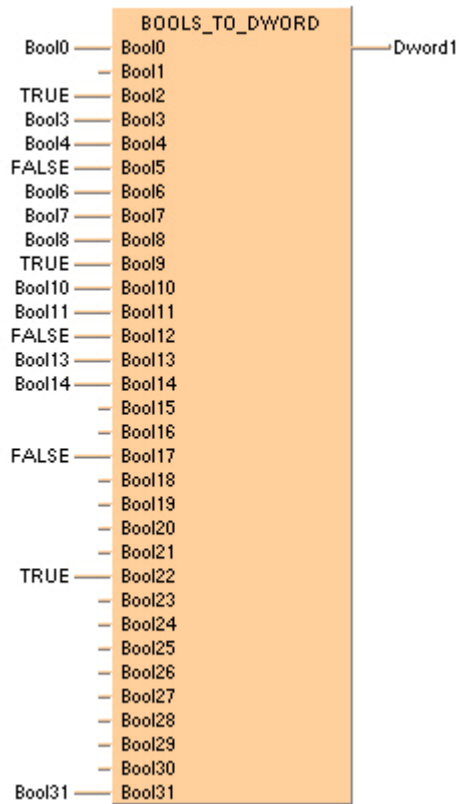 BOOLS_TO_DWORD
Bool0 Bool0 Dword1
Bool1
TRUE Bool2
Bool3 Bool3
Bool4 Bool4
FALSE Bool5
Bool6 Bool6
Bool7 Bool7
Bool8 Bool8
TRUE Bool9
Bool10 Bool10
Bool11 Bool11
FALSE Bool12
Bool13 Bool13
Bool14 Bool14
Bool15
Bool16
FALSE Bool17
Bool18
Bool19
Bool20
Bool21
TRUE Bool22
Bool23
Bool24
Bool25
Bool26
Bool27
Bool28
Bool29
Bool30
Bool31 Bool31